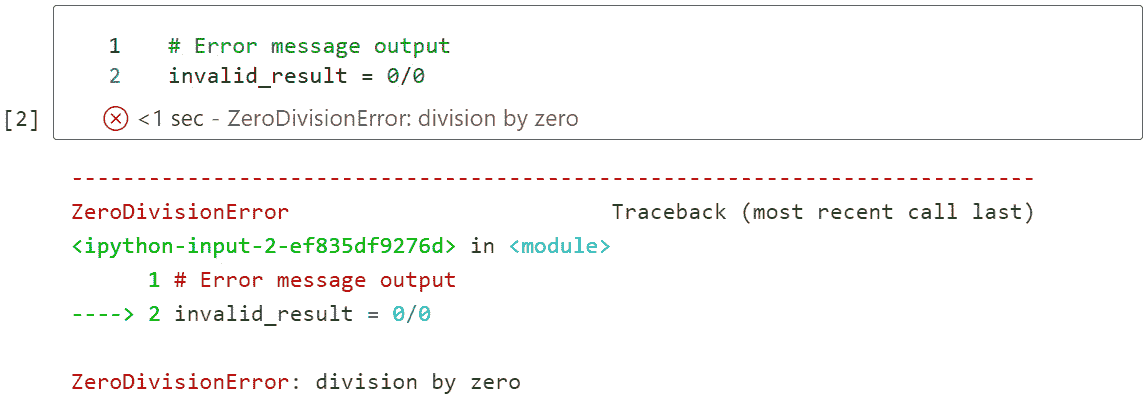 1 # Error message output
2 invalid_result = 0/0
[2] <1 sec - ZeroDivisionError: division by zero
---------------------------------------------------------------------------
ZeroDivisionError Traceback (most recent call last)
<ipython-input-2-ef835df9276d> in <module>
1 # Error message output
----> 2 invalid_result = 0/0
ZeroDivisionError: division by zero